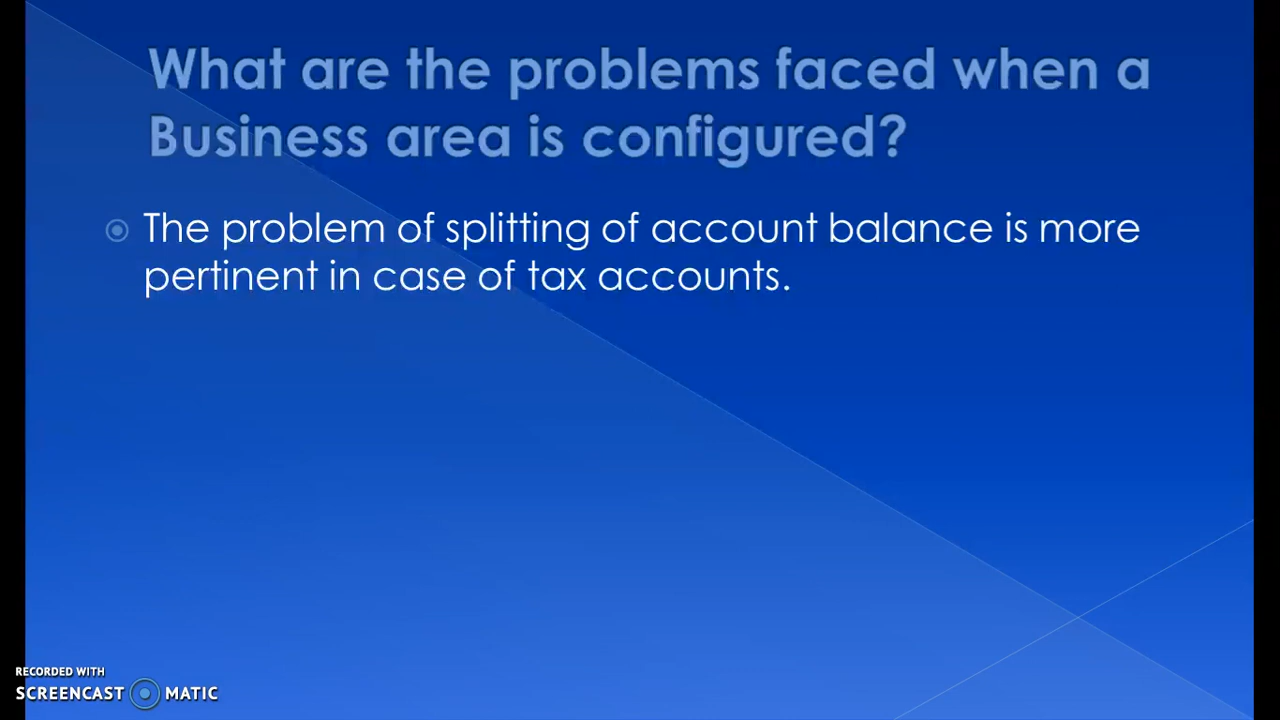 What are the problems faced when a
Business area is configured?
The problem of splitting of account balance is more
pertinent in case of tax accounts.
RECORDED WITH
SCREENCAST MATIC